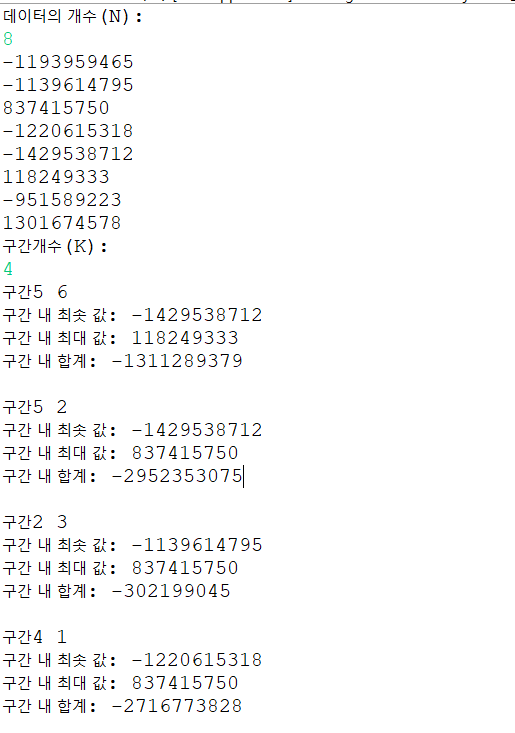 데이터의 개수(N):
8
-1193959465
-1139614795
837415750
-1220615318
-1429538712
118249333
-951589223
1301674578
구간개수(K):
4
구간5 6
구간 내 최솟 값: -1429538712
구간 내 최대 값: 118249333
구간 내 합계: -1311289379
구간5 2
구간 내 최솟 값: -1429538712
구간 내 최대 값: 837415750
구간 내 합계: -2952353075
구간2 3
구간 내 최솟 값: -1139614795
구간 내 최대 값: 837415750
구간 내 합계: -302199045
구간4 1
구간 내 최솟 값: -1220615318
구간 내 최대 값: 837415750
구간 내 합계: -2716773828